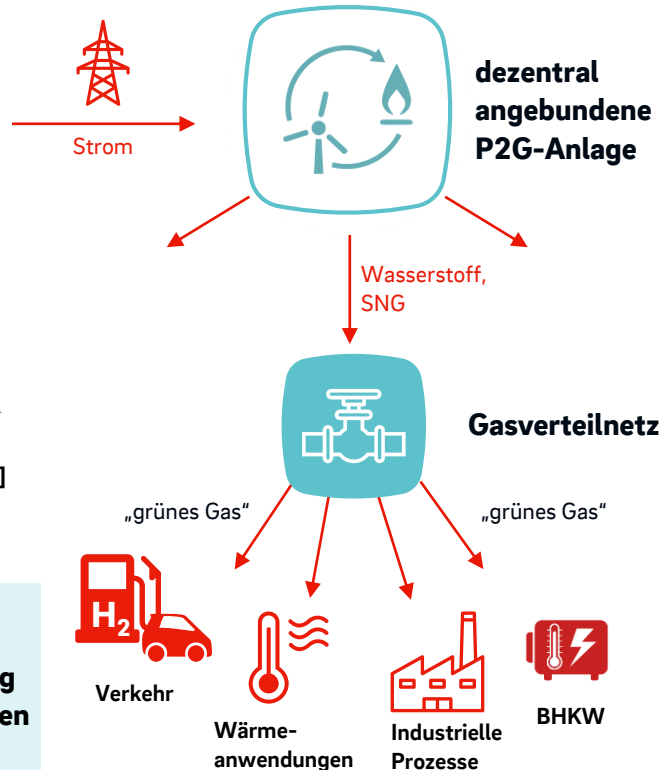 dezentral
angebundene
P2G-Anlage
Strom
Wasserstoff,
SNG
Gasverteilnetz
]
„grünes Gas“
„grünes Gas“
H2
g
en
Verkehr
Wärme-
anwendungen
Industrielle
Prozesse
BHKW